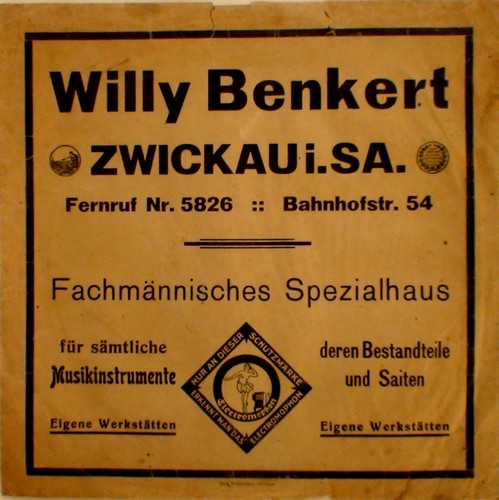 Willy Benkert
ZWICKAU i. SA.
Fernruf Nr. 5826 :: Bahnhofstr. 54
Fachmännisches Spezialhaus
für sämtliche
Musikinstrumente
Eigene Werkstätten
NUR AN DIESER
SCHUTZMARKE
Electromophon
ERKENNT MAN DAS
ELECTROMOPHON
deren Bestandteile
und Saiten
Eigene Werkstätten